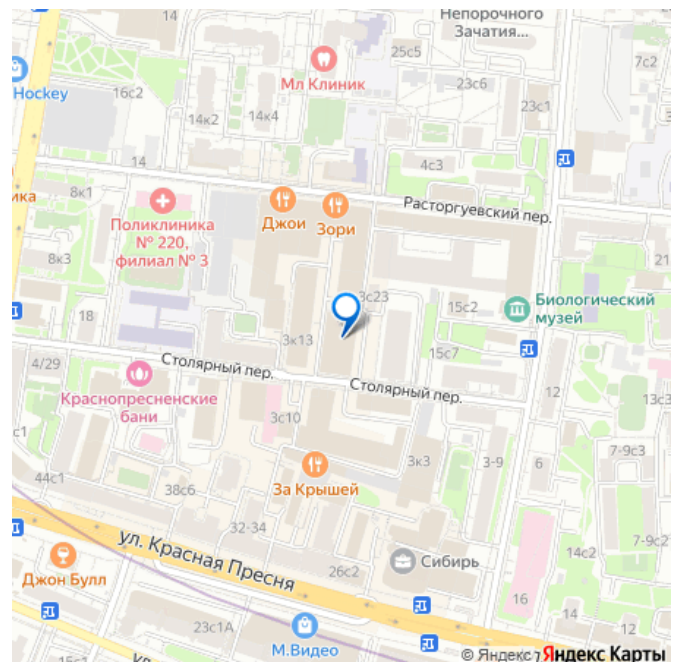 Непорочного
Зачатия...
25с5
7с2
Мл Клиник
Hockey
16с2
23с6
23с1
14к2
14к4
14
4с3
8к1
Поликлиника
№ 220,
филиал № 3
Джои
Зори
Расторгуевский пер.
8к3
21
3с23
15с2
Биологический
музей
18
3к13
15с7
4/29
Столярный пер.
Столярный пер.
Краснопресненские
бани
12
13с3
3с10
3к3
3-9
6
7-9с3
За Крышей
44с1
38с6
32-34
ул. Красная Пресня
Сибирь
7-9с2
14с2
Джон Булл
26с2
16
14
12
23с1А
М.Видео
15с1
© Яндекс
Яндекс Карты